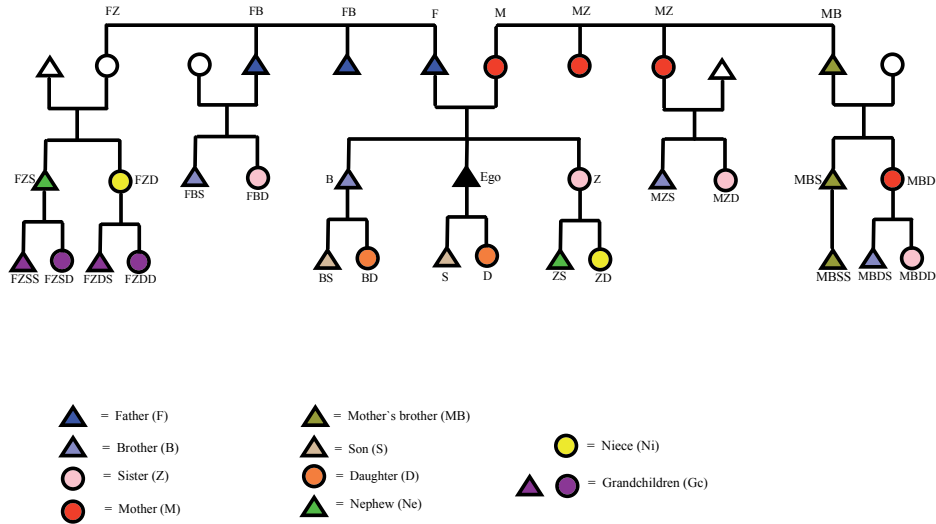 FZ FB FB F M MZ MZ MB
FZS FZD FBS FBD B Ego Z MZS MZD MBS MBD
FZSS FZSD FZDS FZDD BS BD S D ZS ZD MBSS MBDS MBDD
= Father (F)
= Brother (B)
= Sister (Z)
= Mother (M)
= Mother`s brother (MB)
= Son (S)
= Daughter (D)
= Nephew (Ne)
= Niece (Ni)
= Grandchildren (Gc)